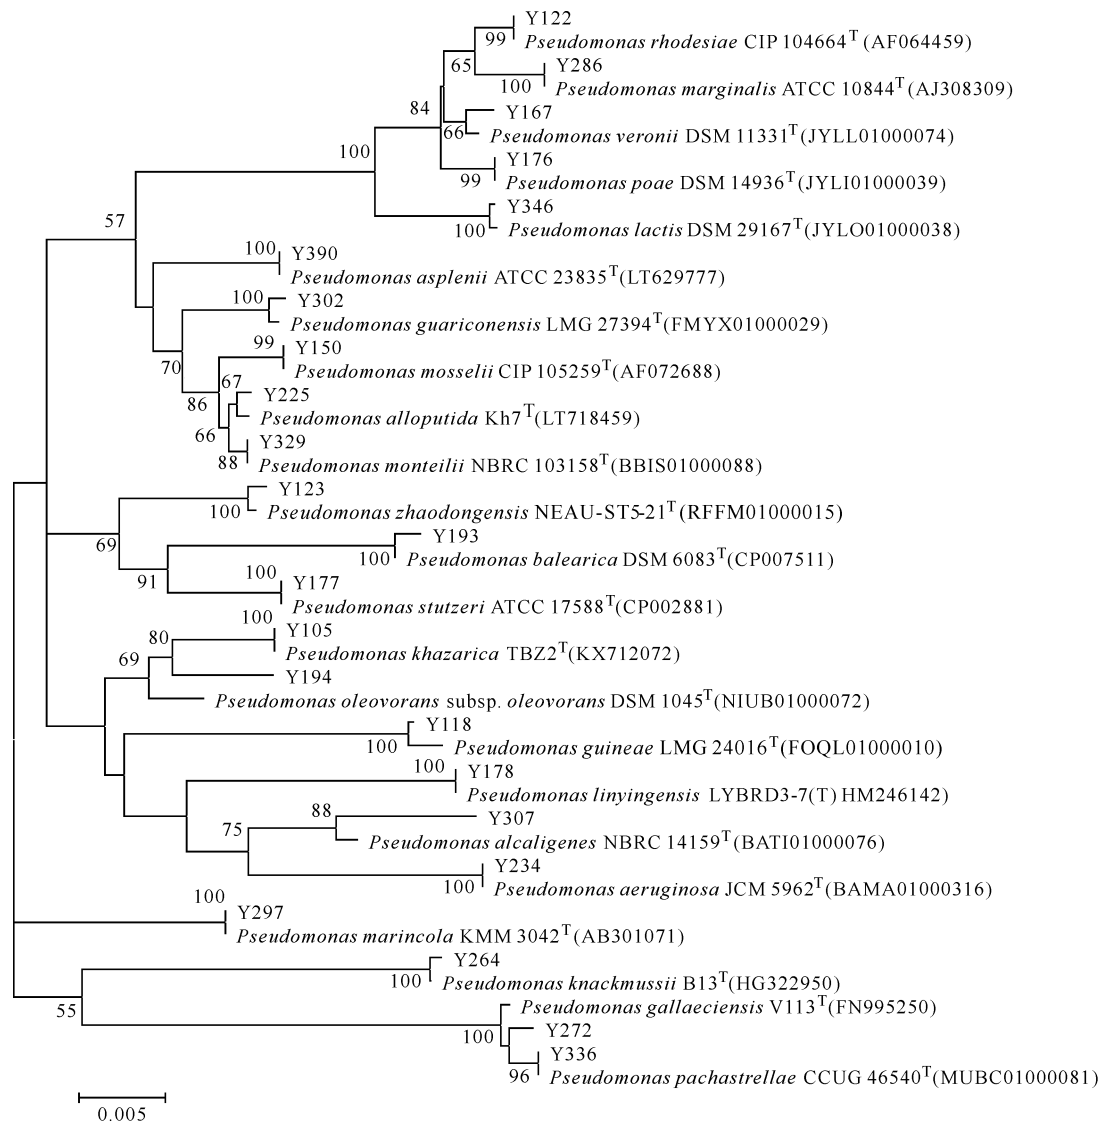 Y122
99
Pseudomonas rhodesiae CIP 104664T (AF064459)
65
Y286
100
Pseudomonas marginalis ATCC 10844T(AJ308309)
84
Y167
66
Pseudomonas veronii DSM 11331T(JYLL01000074)
100
Y176
99
Pseudomonas poae DSM 14936T(JYLI01000039)
Y346
57
100
Pseudomonas lactis DSM 29167T(JYLO01000038)
100
Y390
Pseudomonas asplenii ATCC 23835T(LT629777)
100
Y302
Pseudomonas guariconensis LMG 27394T(FMYX01000029)
99
Y150
70
Pseudomonas mosselii CIP 105259T(AF072688)
67
86
Y225
Pseudomonas alloputida Kh7T(LT718459)
66
Y329
88
Pseudomonas monteilii NBRC 103158T(BBIS01000088)
Y123
100
Pseudomonas zhaodongensis NEAU-ST5-21T(RFFM01000015)
69
Y193
100
Pseudomonas balearica DSM 6083T(CP007511)
91
100
Y177
Pseudomonas stutzeri ATCC 17588T(CP002881)
100
Y105
80
Pseudomonas khazarica TBZ2T(KX712072)
69
Y194
Pseudomonas oleovorans subsp. oleovorans DSM 1045T(NIUB01000072)
Y118
100
Pseudomonas guineae LMG 24016T(FOQL01000010)
100
Y178
Pseudomonas linyingensis LYBRD3-7(T) HM246142)
88
Y307
75
Pseudomonas alcaligenes NBRC 14159T(BATI01000076)
Y234
100
Pseudomonas aeruginosa JCM 5962T(BAMA01000316)
100
Y297
Pseudomonas marincola KMM 3042T(AB301071)
Y264
100
Pseudomonas knackmussii B13T(HG322950)
55
Pseudomonas gallaeciensis V113T(FN995250)
100
Y272
Y336
96
Pseudomonas pachastrellae CCUG 46540T(MUBC01000081)
0.005